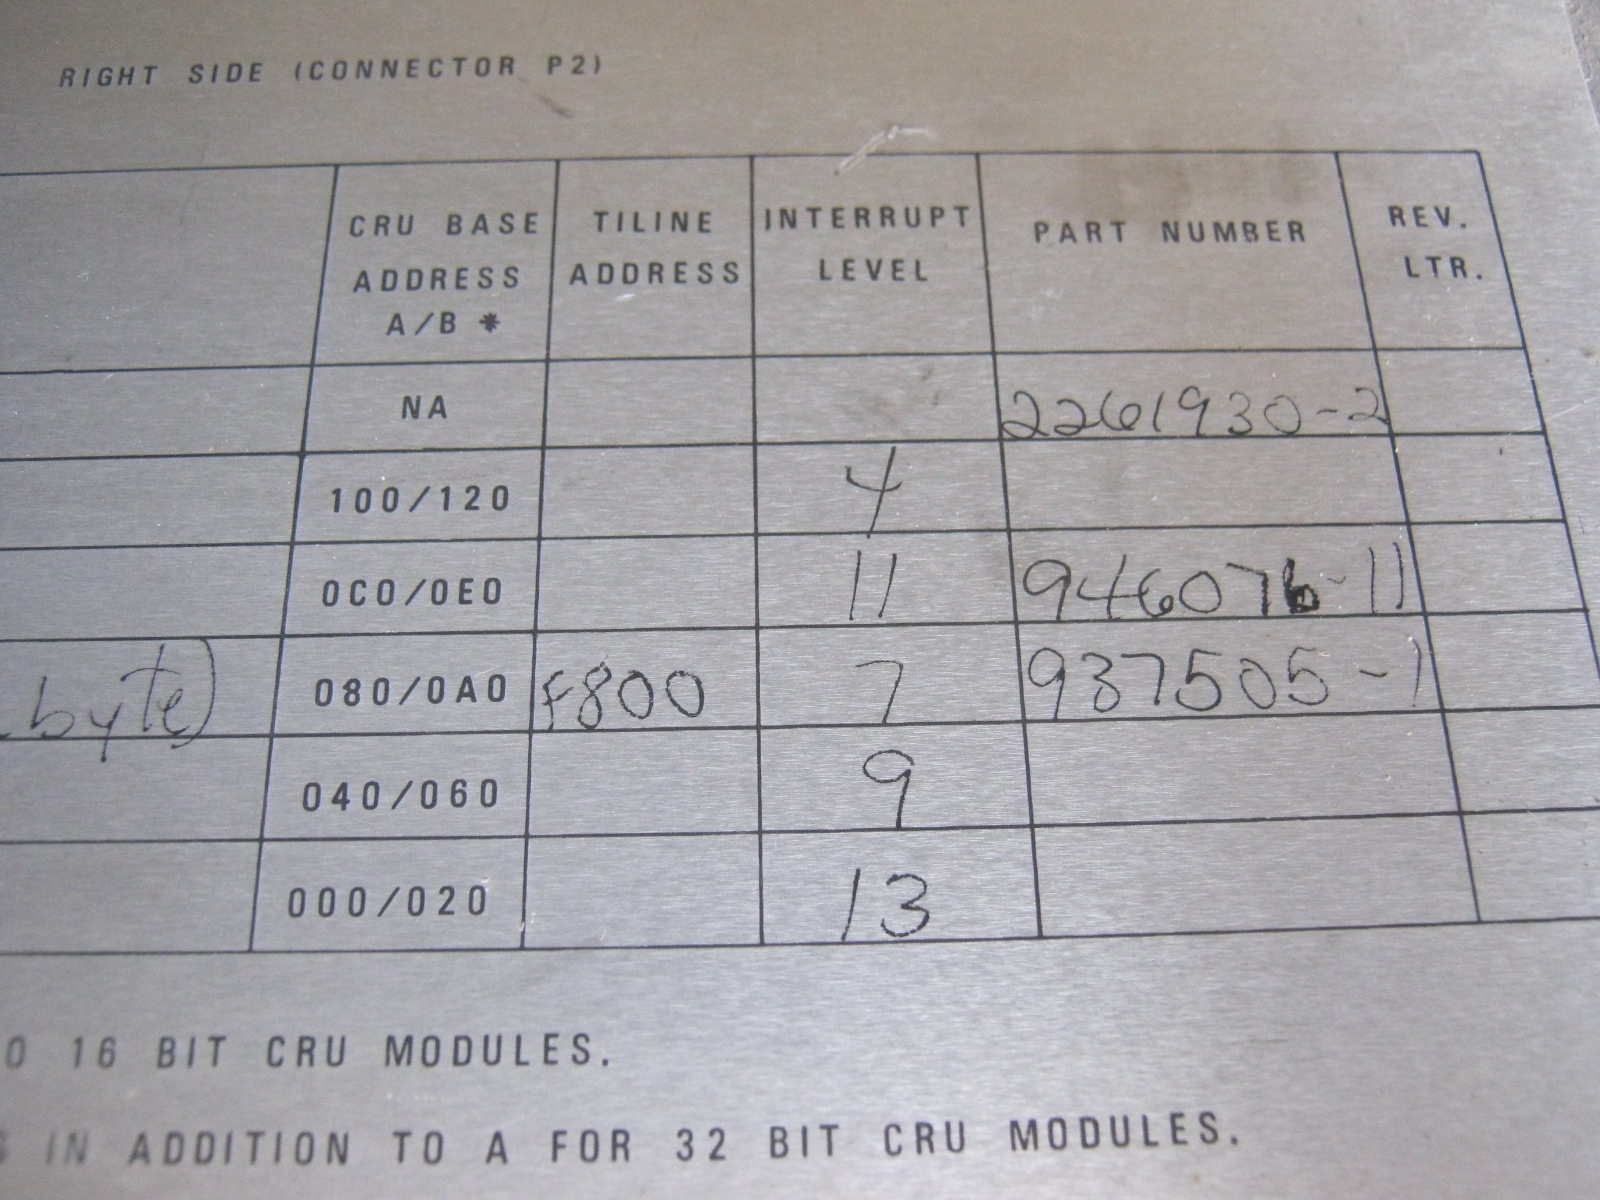 RIGHT SIDE (CONNECTOR P2)
CRU BASE ADDRESS A/B * TILINE ADDRESS INTERRUPT LEVEL PART NUMBER REV. LTR.
NA 2261930-2
100/120 4
0C0/0E0 11 946076-11
byte) 080/0A0 F800 7 937505-1
040/060 9
000/020 13
O 16 BIT CRU MODULES.
IN ADDITION TO A FOR 32 BIT CRU MODULES.